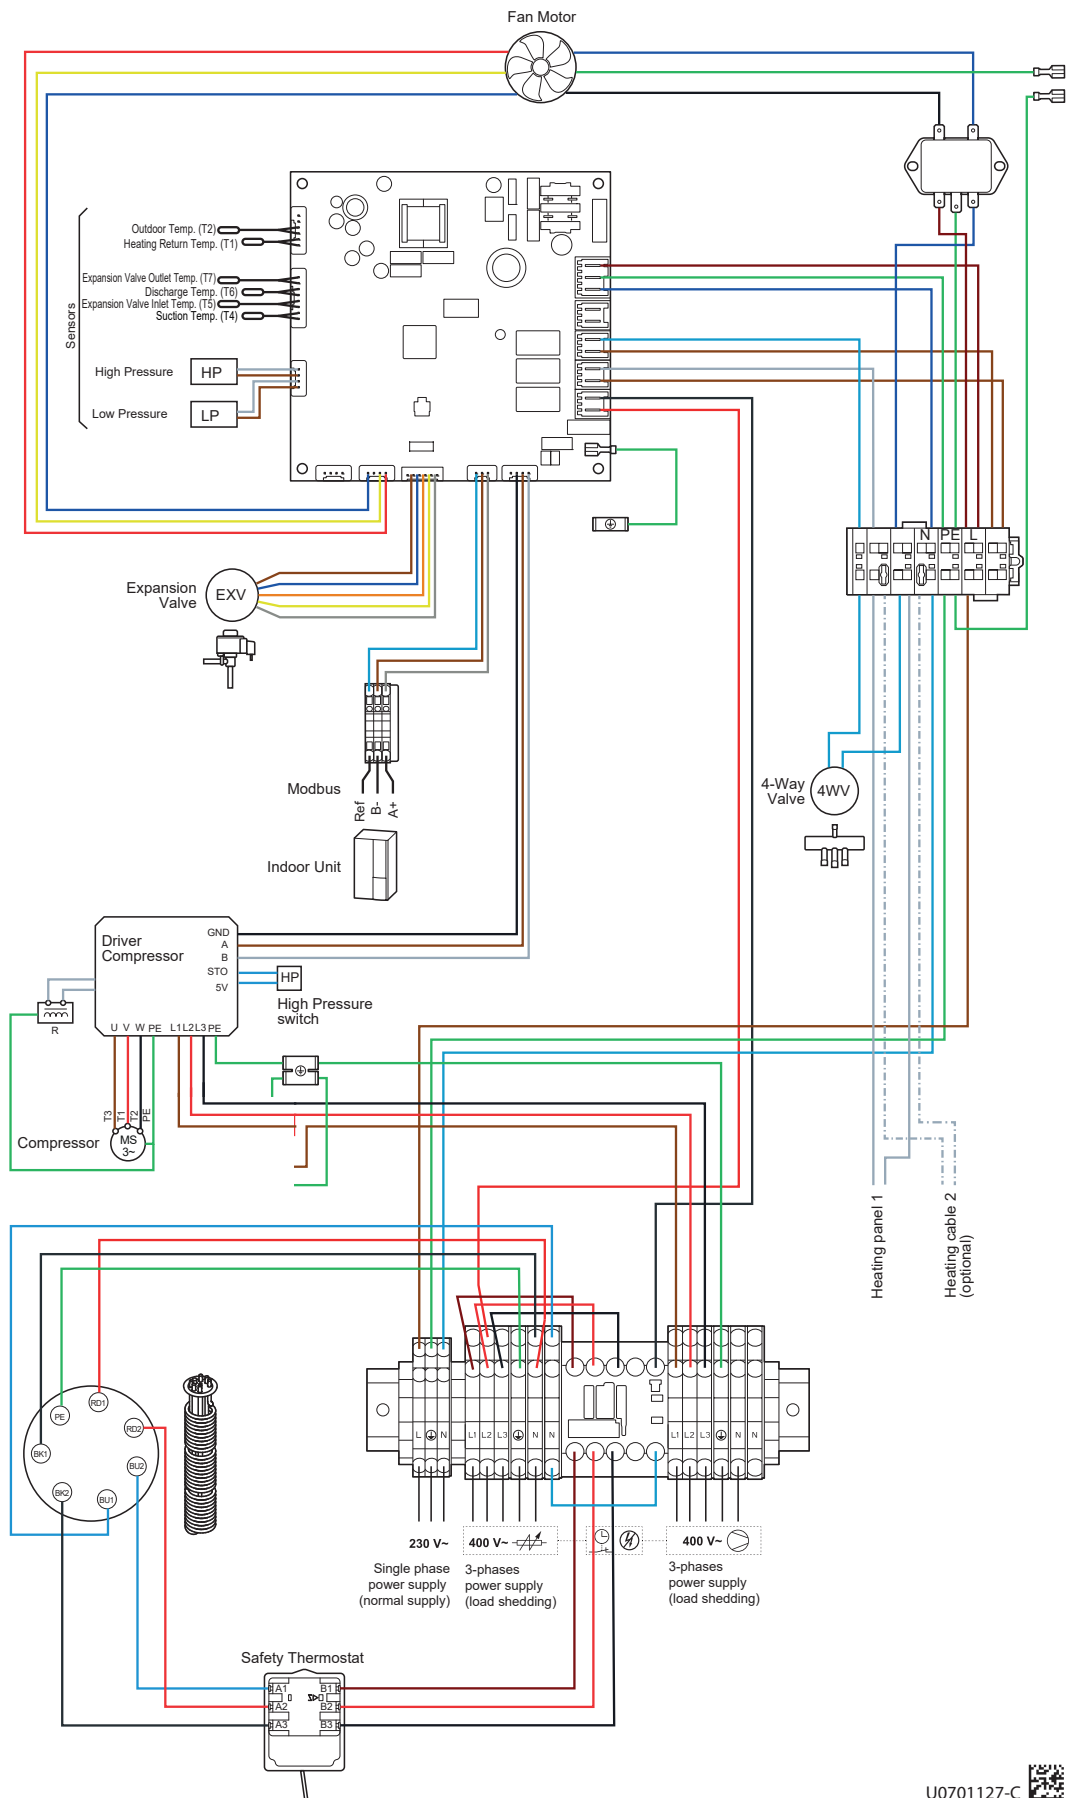 Fan Motor
Sensors
Outdoor Temp. (T2)
Heating Return Temp. (T1)
Expansion Valve Outlet Temp. (T7)
Discharge Temp. (T6)
Expansion Valve Inlet Temp. (T5)
Suction Temp. (T4)
High Pressure
HP
Low Pressure
LP
N PE L
Expansion
Valve
EXV
Modbus
Ref
B-
A+
Indoor Unit
4-Way
Valve
4WV
Driver
Compressor
GND
A
B
STO
5V
HP
High Pressure
switch
R
U V W PE L1 L2 L3 PE
T3
T1
T2
PE
Compressor
MS
3~
Heating panel 1
Heating cable 2
(optional)
RD1
PE
RD2
BK1
BU2
BK2
BU1
L N L1 L2 L3 N N L1 L2 L3 N N
230 V~
400 V~
400 V~
Single phase
power supply
(normal supply)
3-phases
power supply
(load shedding)
3-phases
power supply
(load shedding)
Safety Thermostat
A1 B1
A2 B2
A3 B3
U0701127-C